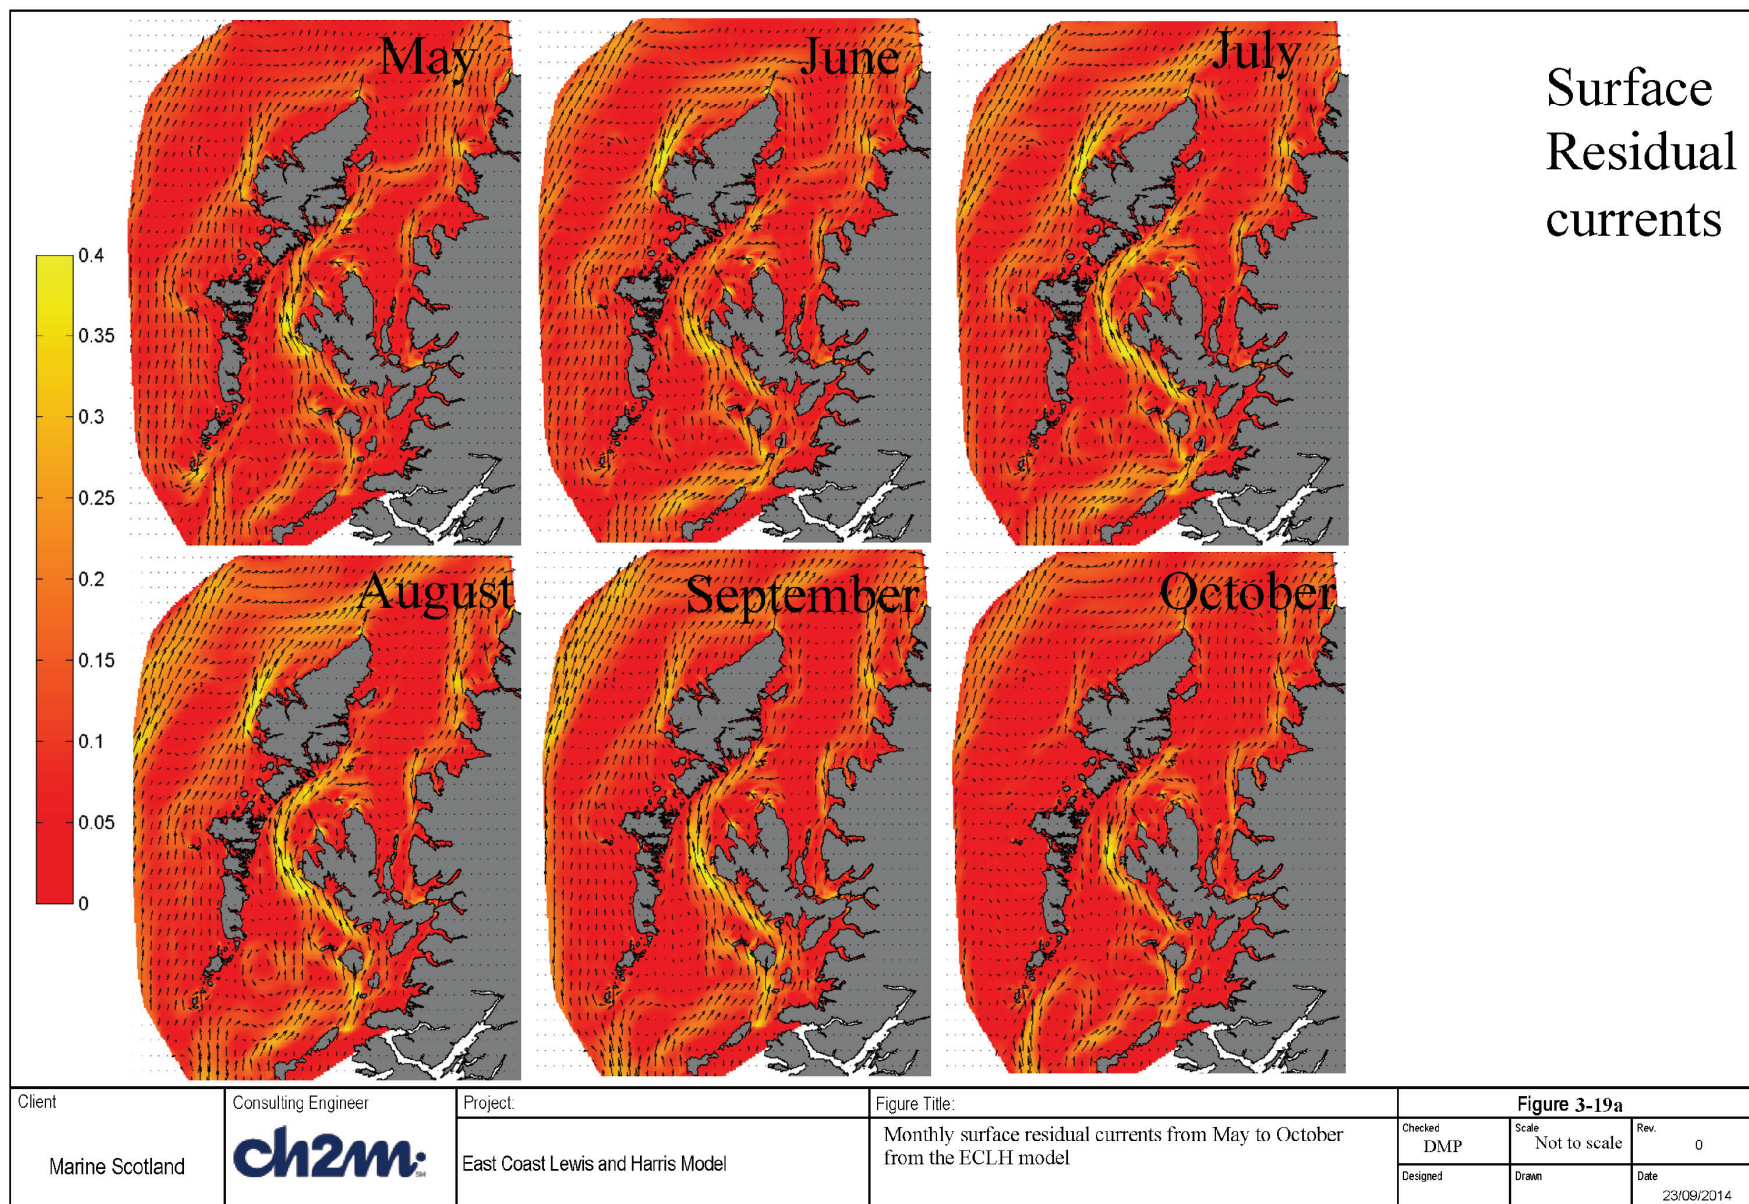 May
June
July
Surface
Residual
currents
0.4
0.35
0.3
0.25
0.2
0.15
0.1
0.05
0
August
September
October
Client
Marine Scotland
Consulting Engineer
ch2m:
SM
Project:
East Coast Lewis and Harris Model
Figure Title:
Monthly surface residual currents from May to October
from the ECLH model
Figure 3-19a
Checked
DMP
Scale
Not to scale
Rev.
0
Designed
Drawn
Date
23/09/2014